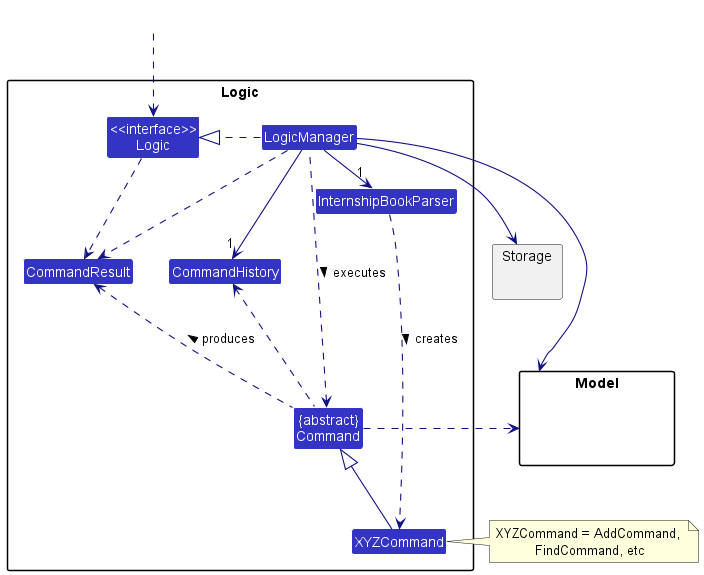 Logic
<<interface>>
Logic
LogicManager
1
InternshipBookParser
Storage
1
CommandResult
CommandHistory
executes
produces
creates
Model
{abstract}
Command
XYZCommand
XYZCommand = AddCommand,
FindCommand, etc